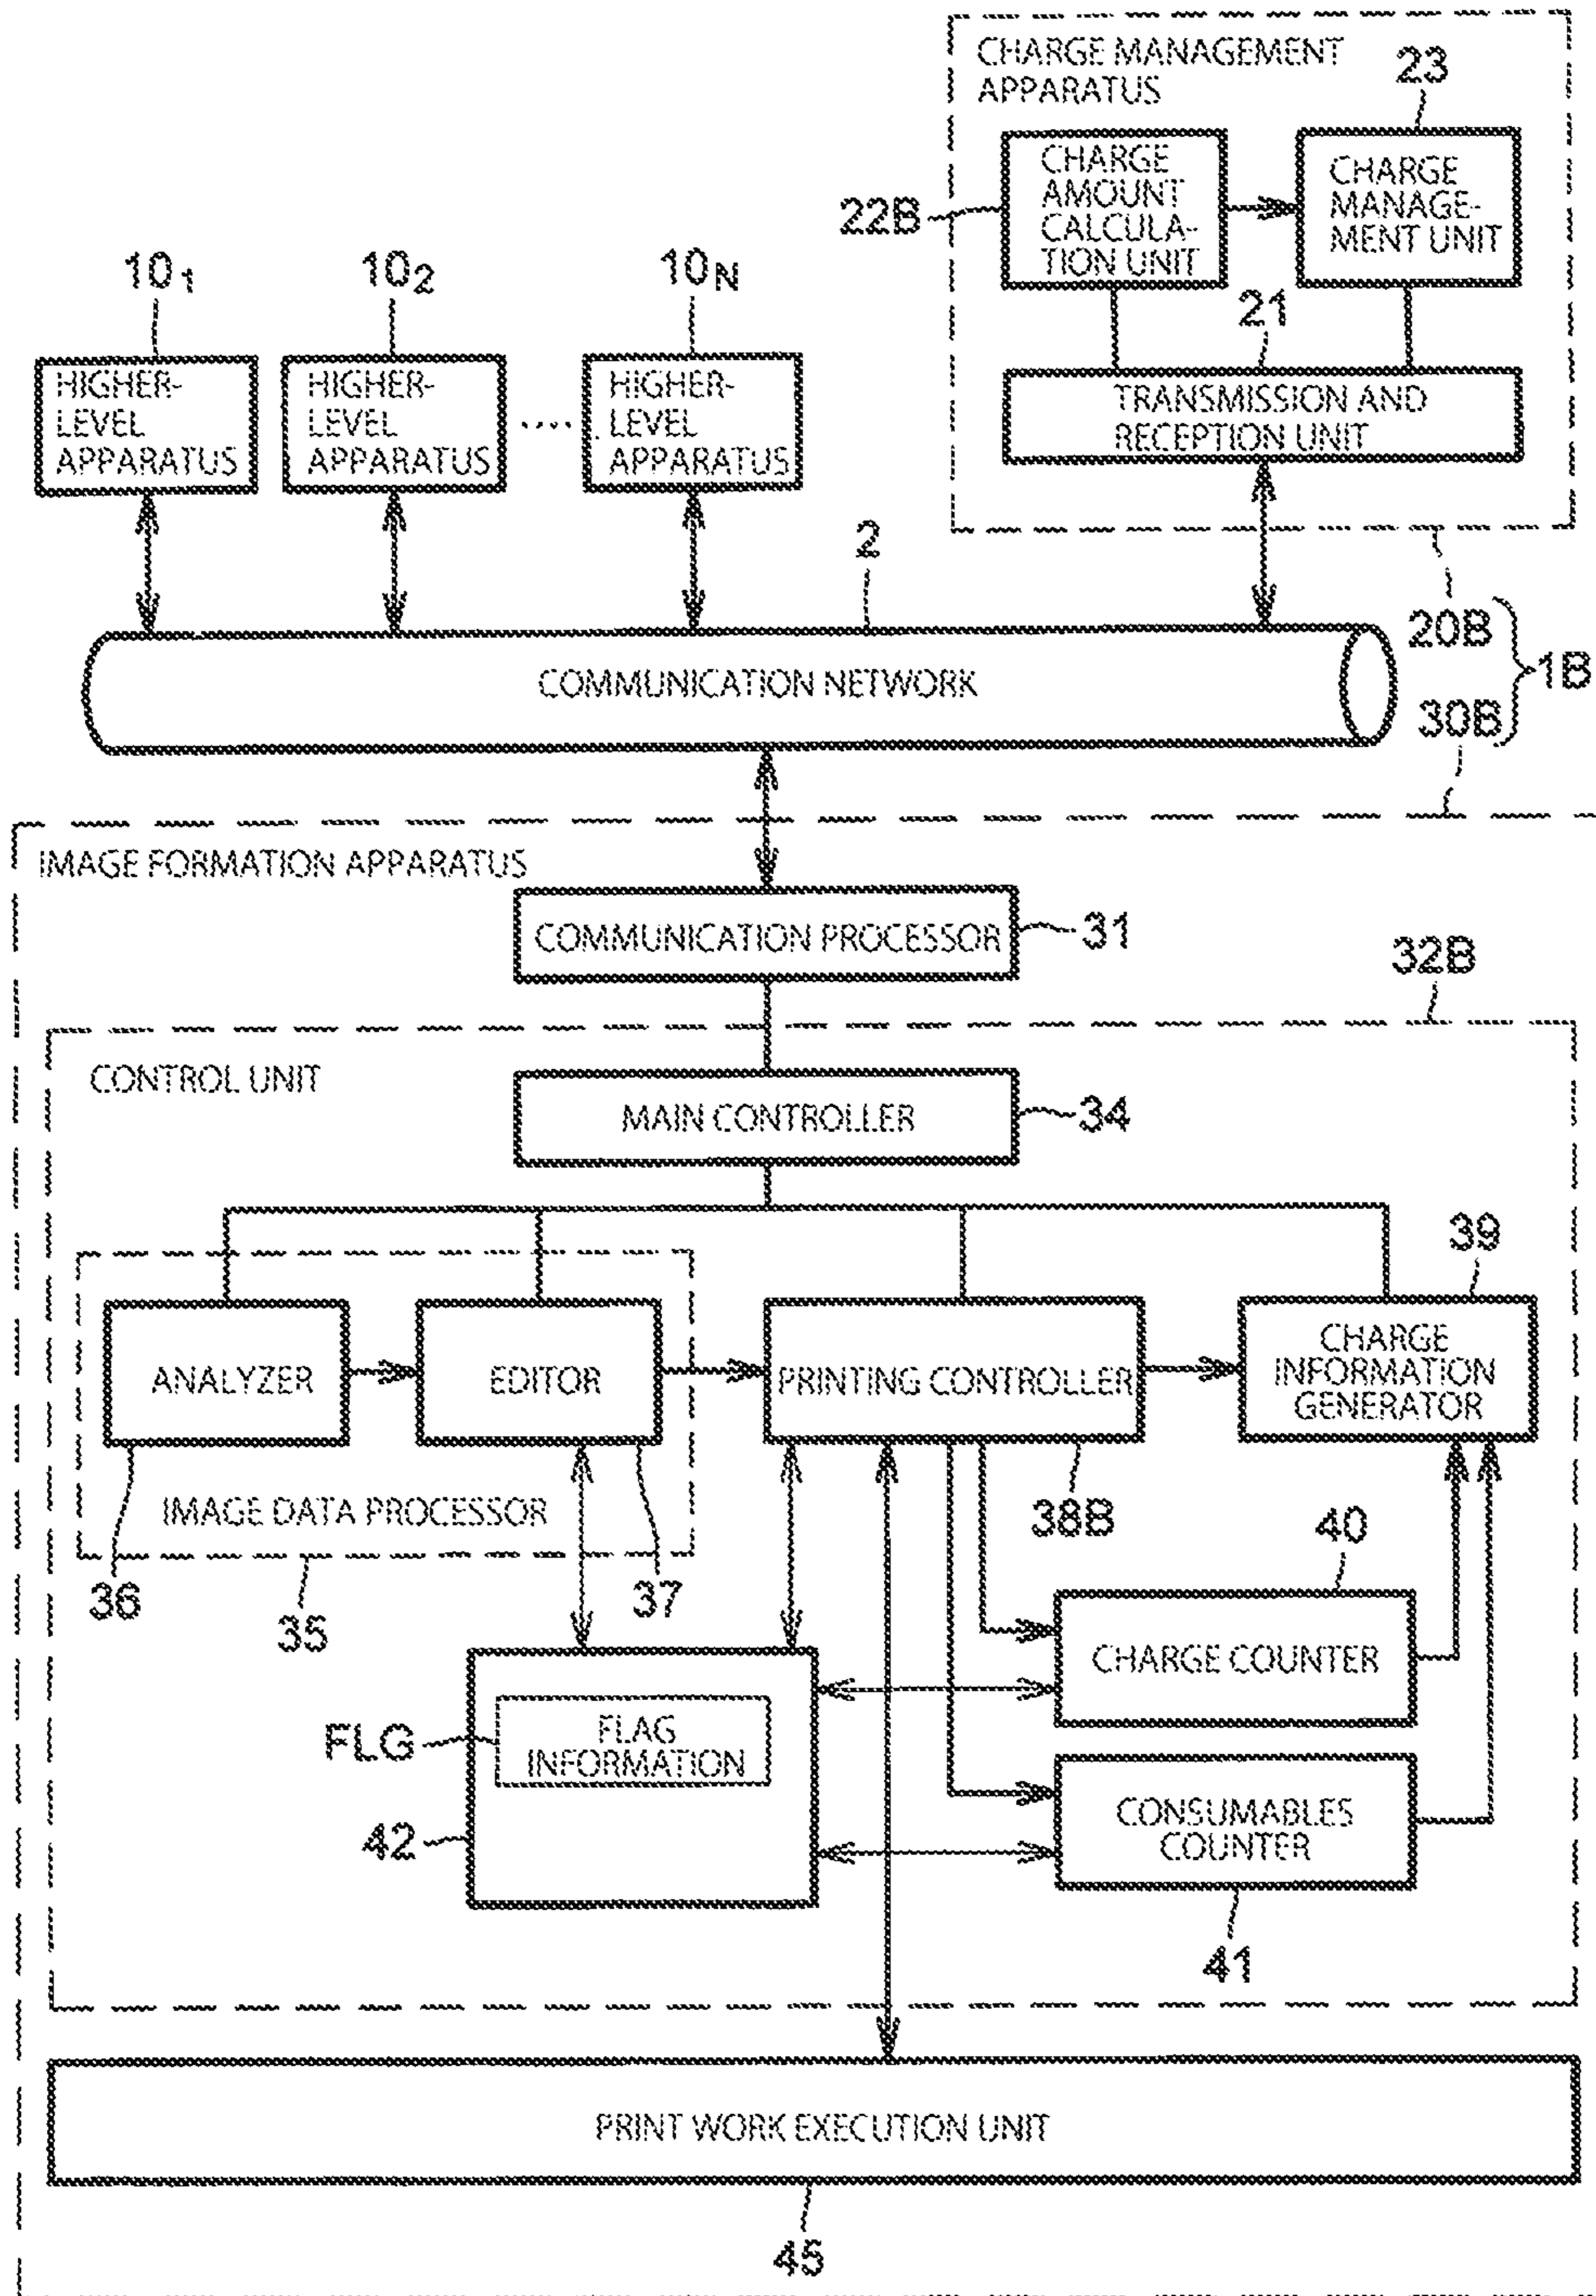 CHARGE MANAGEMENT
APPARATUS
23
CHARGE
AMOUNT
CALCULA-
TION UNIT
CHARGE
MANAGE-
MENT UNIT
22B
21
TRANSMISSION AND
RECEPTION UNIT
10₁
10₂
10N
HIGHER-
LEVEL
APPARATUS
HIGHER-
LEVEL
APPARATUS
.....
HIGHER-
LEVEL
APPARATUS
2
20B
1B
30B
COMMUNICATION NETWORK
IMAGE FORMATION APPARATUS
COMMUNICATION PROCESSOR
31
32B
CONTROL UNIT
MAIN CONTROLLER
34
39
ANALYZER
EDITOR
PRINTING CONTROLLER
CHARGE
INFORMATION
GENERATOR
IMAGE DATA PROCESSOR
38B
40
36
35
37
CHARGE COUNTER
FLG
FLAG
INFORMATION
42
CONSUMABLES
COUNTER
41
PRINT WORK EXECUTION UNIT
45